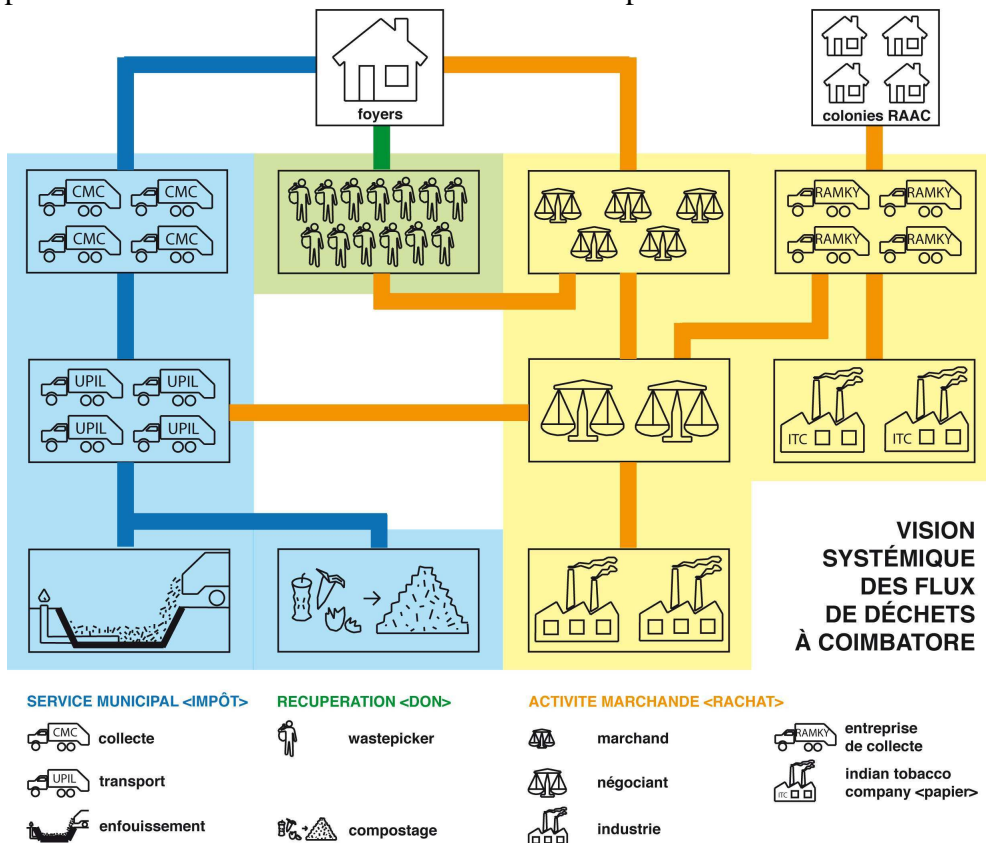 foyers
colonies RAAC
CMC CMC
CMC CMC
RAMKY RAMKY
RAMKY RAMKY
UPIL UPIL
UPIL UPIL
ITC ITC
VISION
SYSTÉMIQUE
DES FLUX
DE DÉCHETS
À COIMBATORE
SERVICE MUNICIPAL <IMPÔT>
CMC collecte
UPIL transport
enfouissement
RECUPERATION <DON>
wastepicker
compostage
ACTIVITE MARCHANDE <RACHAT>
marchand
négociant
industrie
RAMKY entreprise
de collecte
ITC indian tobacco
company <papier>